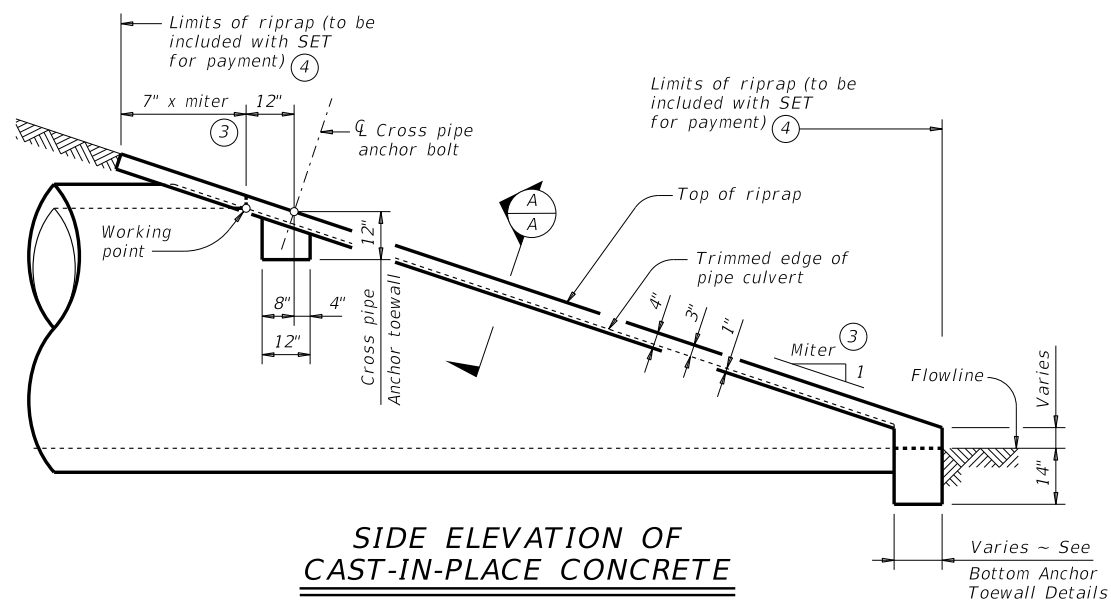 Limits of riprap (to be
included with SET
for payment) 4
7" x miter
12"
3
℄ Cross pipe
anchor bolt
Limits of riprap (to be
included with SET
for payment) 4
Working
point
12"
8"
4"
12"
Cross pipe
Anchor toewall
A
A
Top of riprap
Trimmed edge of
pipe culvert
4"
3"
1"
Miter 3
1
Flowline
Varies
14"
Varies ~ See
Bottom Anchor
Toewall Details
SIDE ELEVATION OF
CAST-IN-PLACE CONCRETE